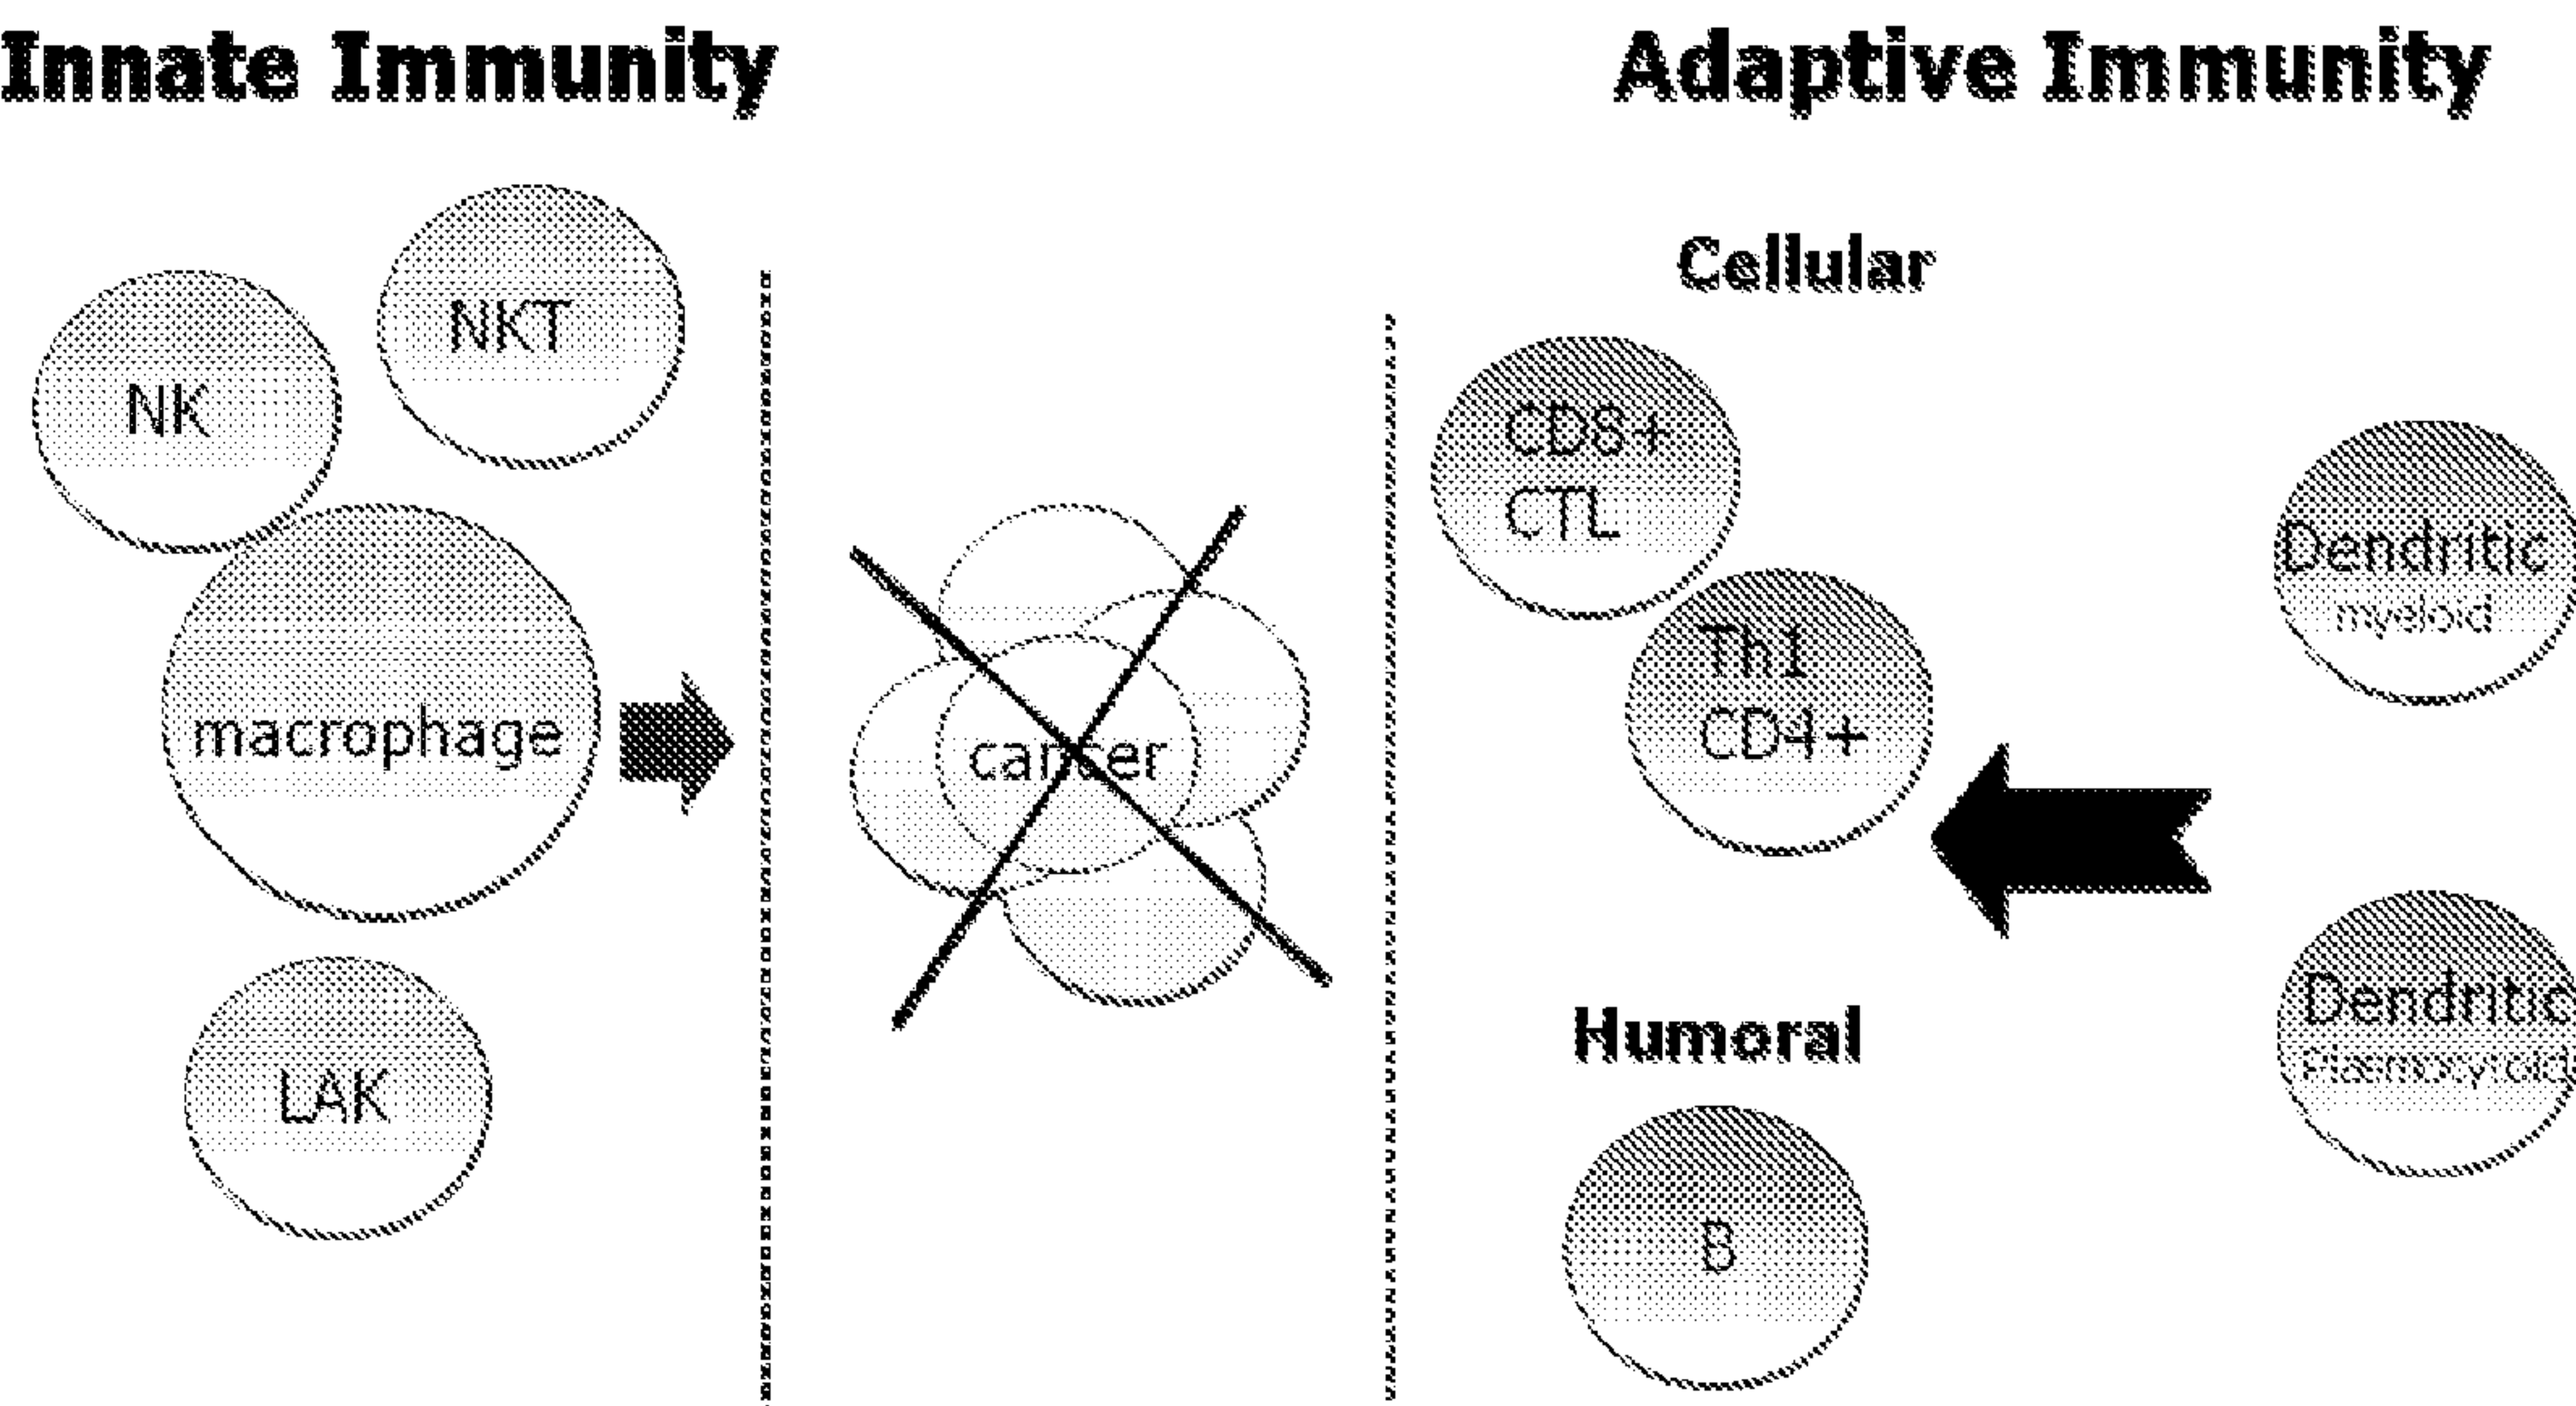 Innate Immunity
Adaptive Immunity
NKT
NK
macrophage
LAK
cancer
Cellular
CD8+
CTL
Th1
CD4+
Dendritic
myeloid
Humoral
B
Dendritic